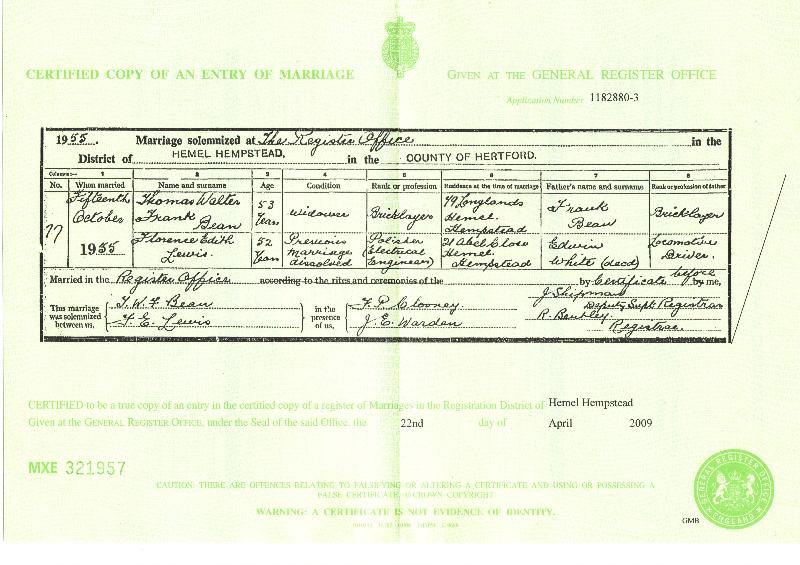 CERTIFIED COPY OF AN ENTRY OF MARRIAGE
GIVEN AT THE GENERAL REGISTER OFFICE
Application Number 1182880-3
1955. Marriage solemnized at The Register Office in the
District of HEMEL HEMPSTEAD, in the COUNTY OF HERTFORD.
Columns:— 1 2 3 4 5 6 7 8
No. When married Name and surname Age Condition Rank or profession Residence at the time of marriage Father's name and surname Rank or profession of father
77
Fifteenth
October
1955
Thomas Walter
Frank
Bean
53
Years
Widower
Bricklayer
79 Longlands
Hemel
Hempstead
Frank
Bean
Bricklayer
Florence Edith
Lewis.
52
Years
Previous
marriage
dissolved
Polisher
(Electrical
Engineers)
21 Abel Close
Hemel
Hempstead
Edwin
White (decd)
Locomotive
Driver.
Married in the Register Office according to the rites and ceremonies of the by Certificate before by me,
This marriage
was solemnized
between us,
T. W. F. Bean
F. E. Lewis
in the
presence
of us,
F. P. Clooney
J. E. Warden
J. Shipman
Deputy Supt Registrar
R. Bentley.
Registrar.
CERTIFIED to be a true copy of an entry in the certified copy of a register of Marriages in the Registration District of Hemel Hempstead
Given at the GENERAL REGISTER OFFICE, under the Seal of the said Office, the 22nd day of April 2009
MXE 321957
CAUTION: THERE ARE OFFENCES RELATING TO FALSIFYING OR ALTERING A CERTIFICATE AND USING OR POSSESSING A
FALSE CERTIFICATE. ©CROWN COPYRIGHT
WARNING: A CERTIFICATE IS NOT EVIDENCE OF IDENTITY.
GENERAL REGISTER OFFICE
ENGLAND
GMB